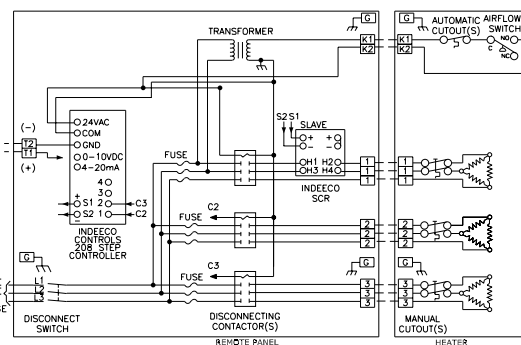 TRANSFORMER
G
G
AUTOMATIC AIRFLOW
CUTOUT(S) SWITCH
K1
K1
K2
K2
NO
C
NC
(-)
T2
T1
(+)
24VAC
COM
GND
0-10VDC
4-20mA
4
3
+
S1 2
S2 1
-
C3
C2
INDEECO
CONTROLS
208 STEP
CONTROLLER
S2 S1
SLAVE
+ +
- -
H1 H2
H3 H4
INDEECO
SCR
FUSE
1
1
1
1
1
1
FUSE
C2
2
2
2
2
2
2
G
G
G
FUSE
C3
L1
L2
L3
3
3
3
3
3
3
DISCONNECT
SWITCH
DISCONNECTING
CONTACTOR(S)
MANUAL
CUTOUT(S)
REMOTE PANEL
HEATER